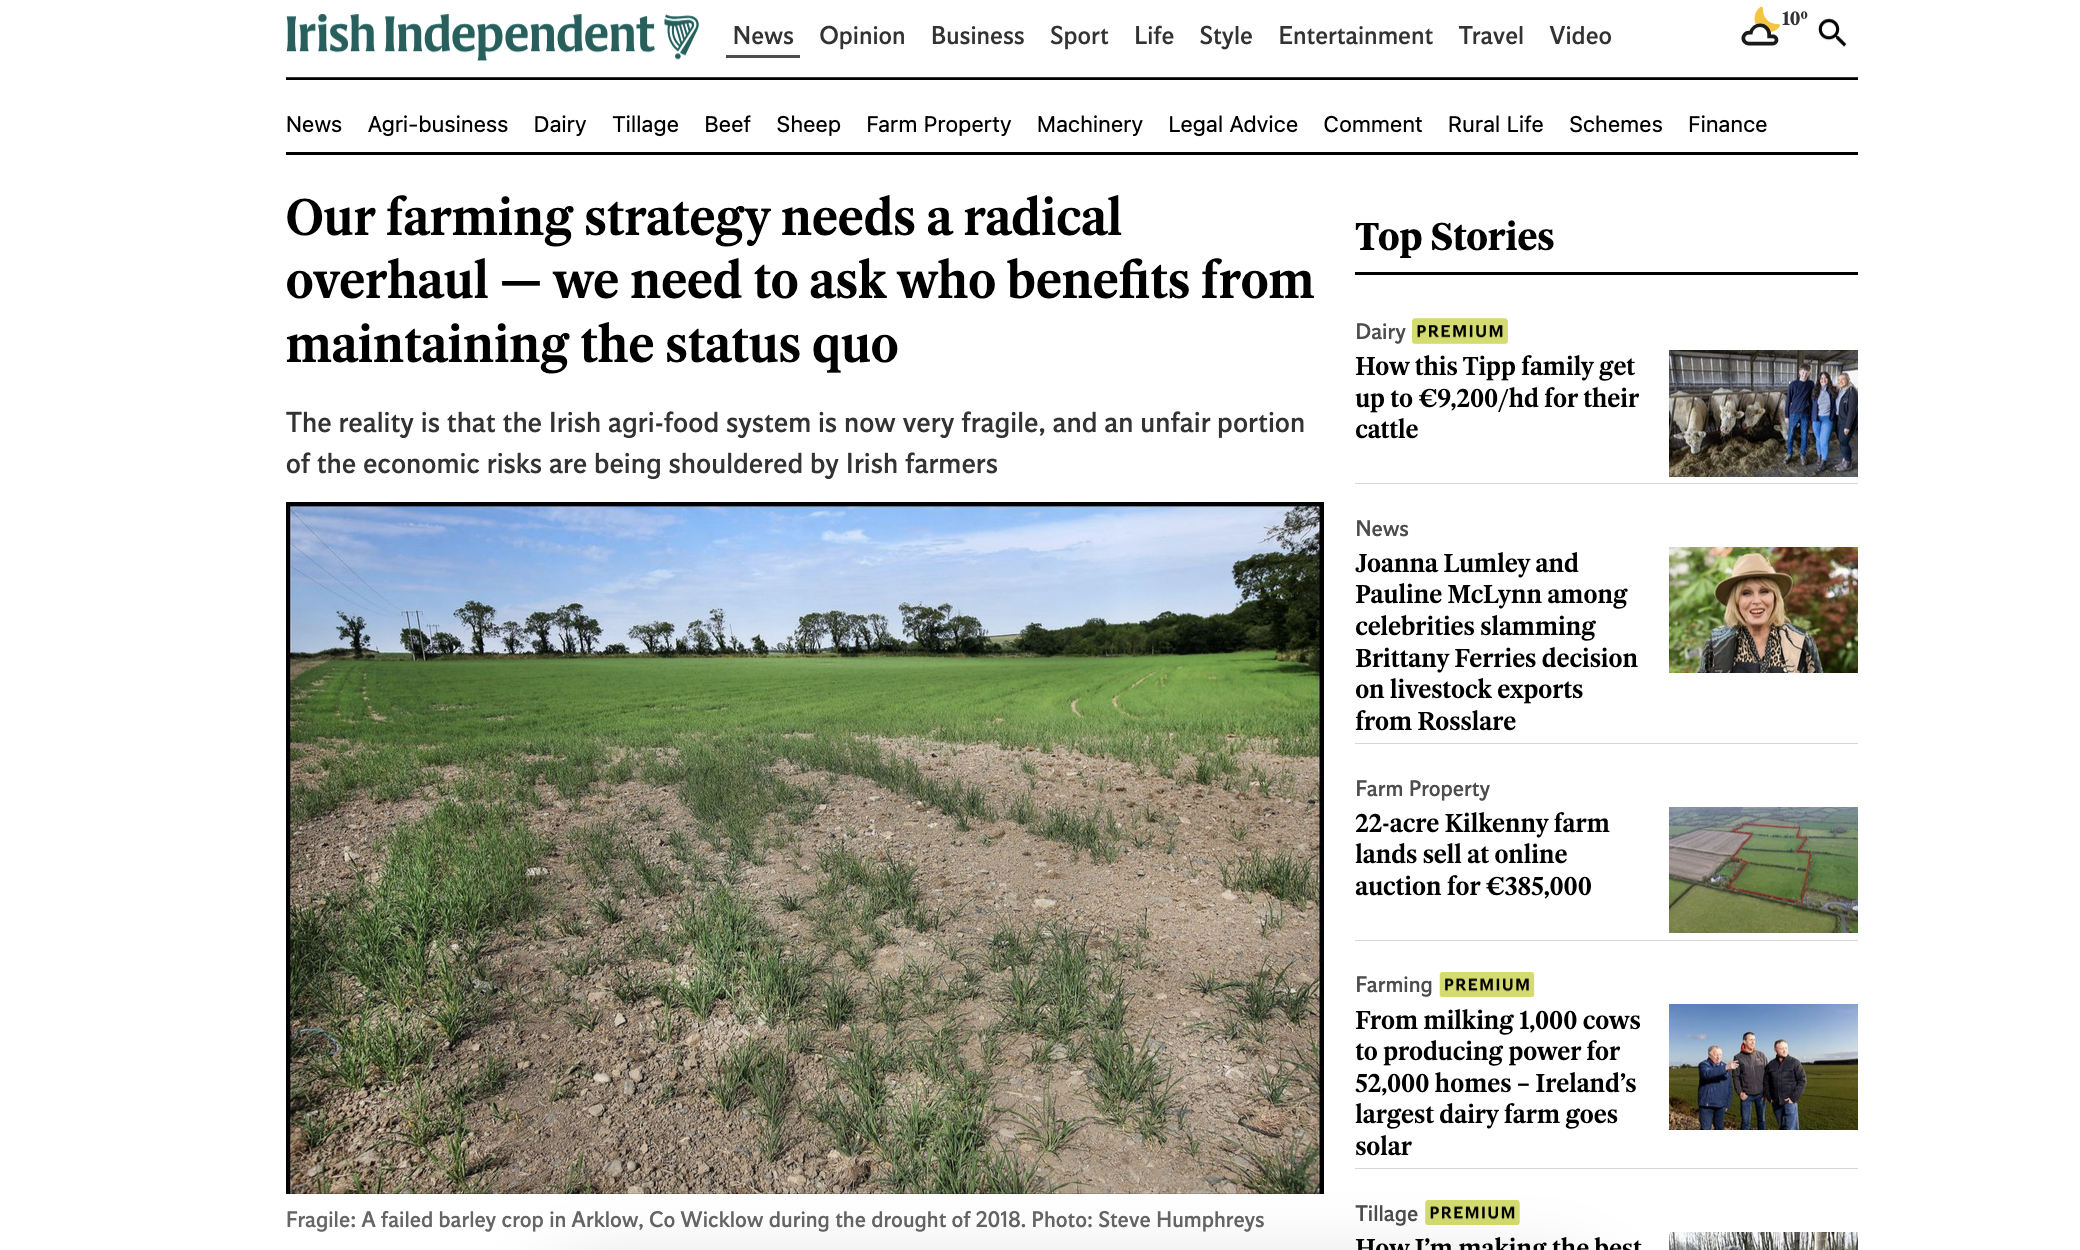 Irish Independent
News Opinion Business Sport Life Style Entertainment Travel Video
10°
News Agri-business Dairy Tillage Beef Sheep Farm Property Machinery Legal Advice Comment Rural Life Schemes Finance
Our farming strategy needs a radical
overhaul — we need to ask who benefits from
maintaining the status quo
The reality is that the Irish agri-food system is now very fragile, and an unfair portion
of the economic risks are being shouldered by Irish farmers
Fragile: A failed barley crop in Arklow, Co Wicklow during the drought of 2018. Photo: Steve Humphreys
Top Stories
Dairy PREMIUM
How this Tipp family get
up to €9,200/hd for their
cattle
News
Joanna Lumley and
Pauline McLynn among
celebrities slamming
Brittany Ferries decision
on livestock exports
from Rosslare
Farm Property
22-acre Kilkenny farm
lands sell at online
auction for €385,000
Farming PREMIUM
From milking 1,000 cows
to producing power for
52,000 homes – Ireland’s
largest dairy farm goes
solar
Tillage PREMIUM
How I’m making the best